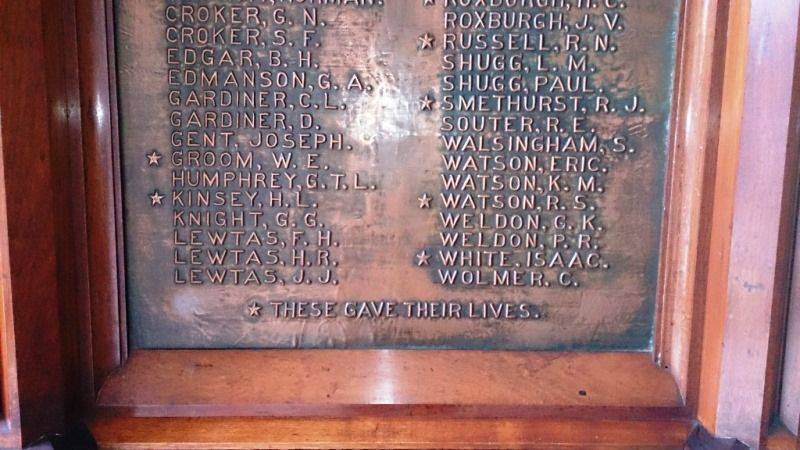 CROKER, G. N.
CROKER, S. F.
EDGAR, B. H.
EDMANSON, G. A.
GARDINER, C. L.
GARDINER, D.
GENT, JOSEPH.
★ GROOM, W. E.
HUMPHREY, G. T. L.
★ KINSEY, H. L.
KNIGHT, G. G.
LEWTAS, F. H.
LEWTAS, H. R.
LEWTAS, J. J.
★ ROXBURGH, H. C.
ROXBURGH, J. V.
★ RUSSELL, R. N.
SHUGG, L. M.
SHUGG, PAUL.
★ SMETHURST, R. J.
SOUTER, R. E.
WALSINGHAM, S.
WATSON, ERIC.
WATSON, K. M.
★ WATSON, R. S.
WELDON, G. K.
WELDON, P. R.
★ WHITE, ISAAC.
WOLMER, C.
★ THESE GAVE THEIR LIVES.